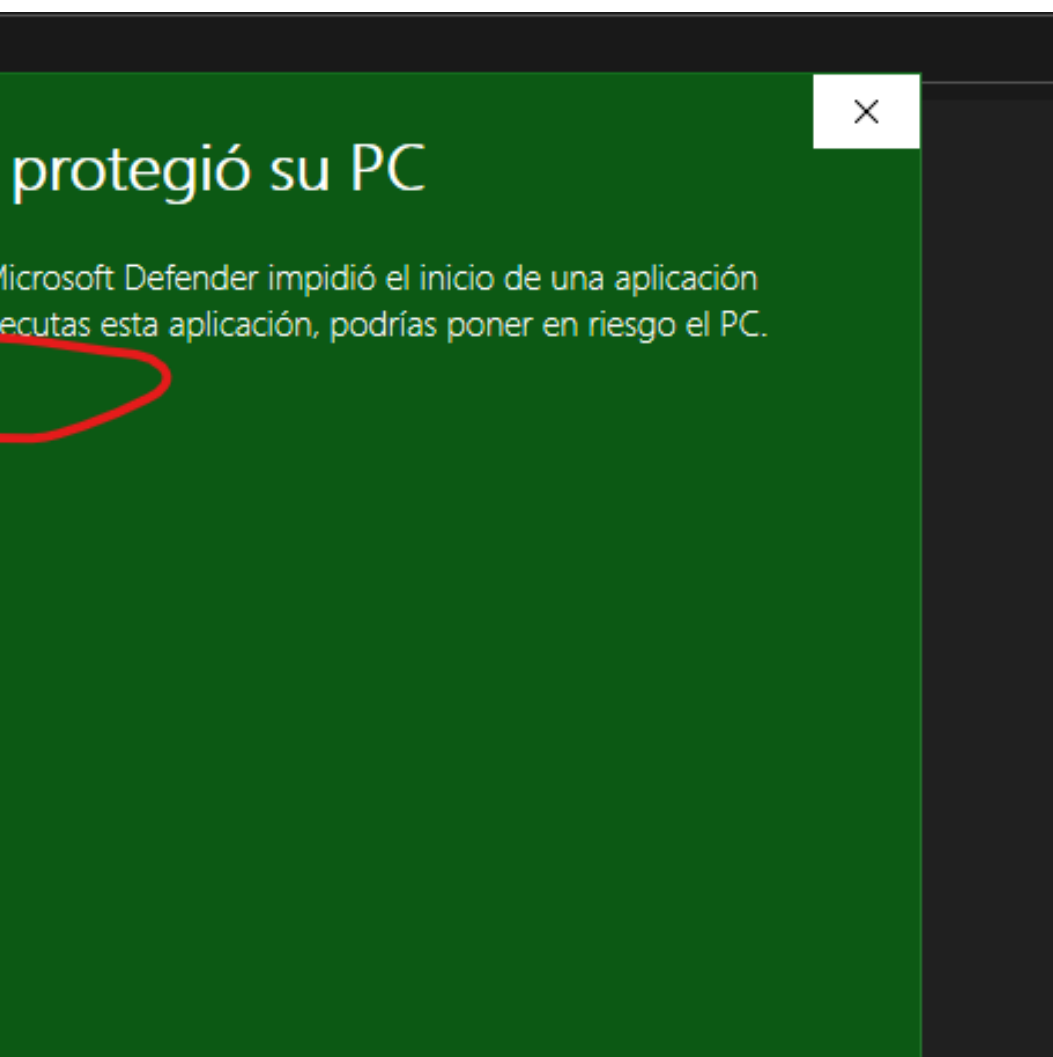 protegió su PC
Microsoft Defender impidió el inicio de una aplicación
ecutas esta aplicación, podrías poner en riesgo el PC.